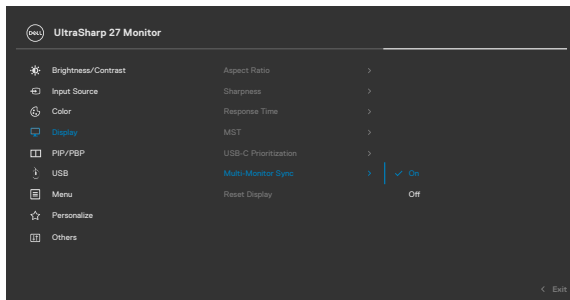 DELL UltraSharp 27 Monitor
Brightness/Contrast Aspect Ratio
Input Source Sharpness
Color Response Time
Display MST
PIP/PBP USB-C Prioritization
USB Multi-Monitor Sync On
Menu Reset Display Off
Personalize
Others
Exit